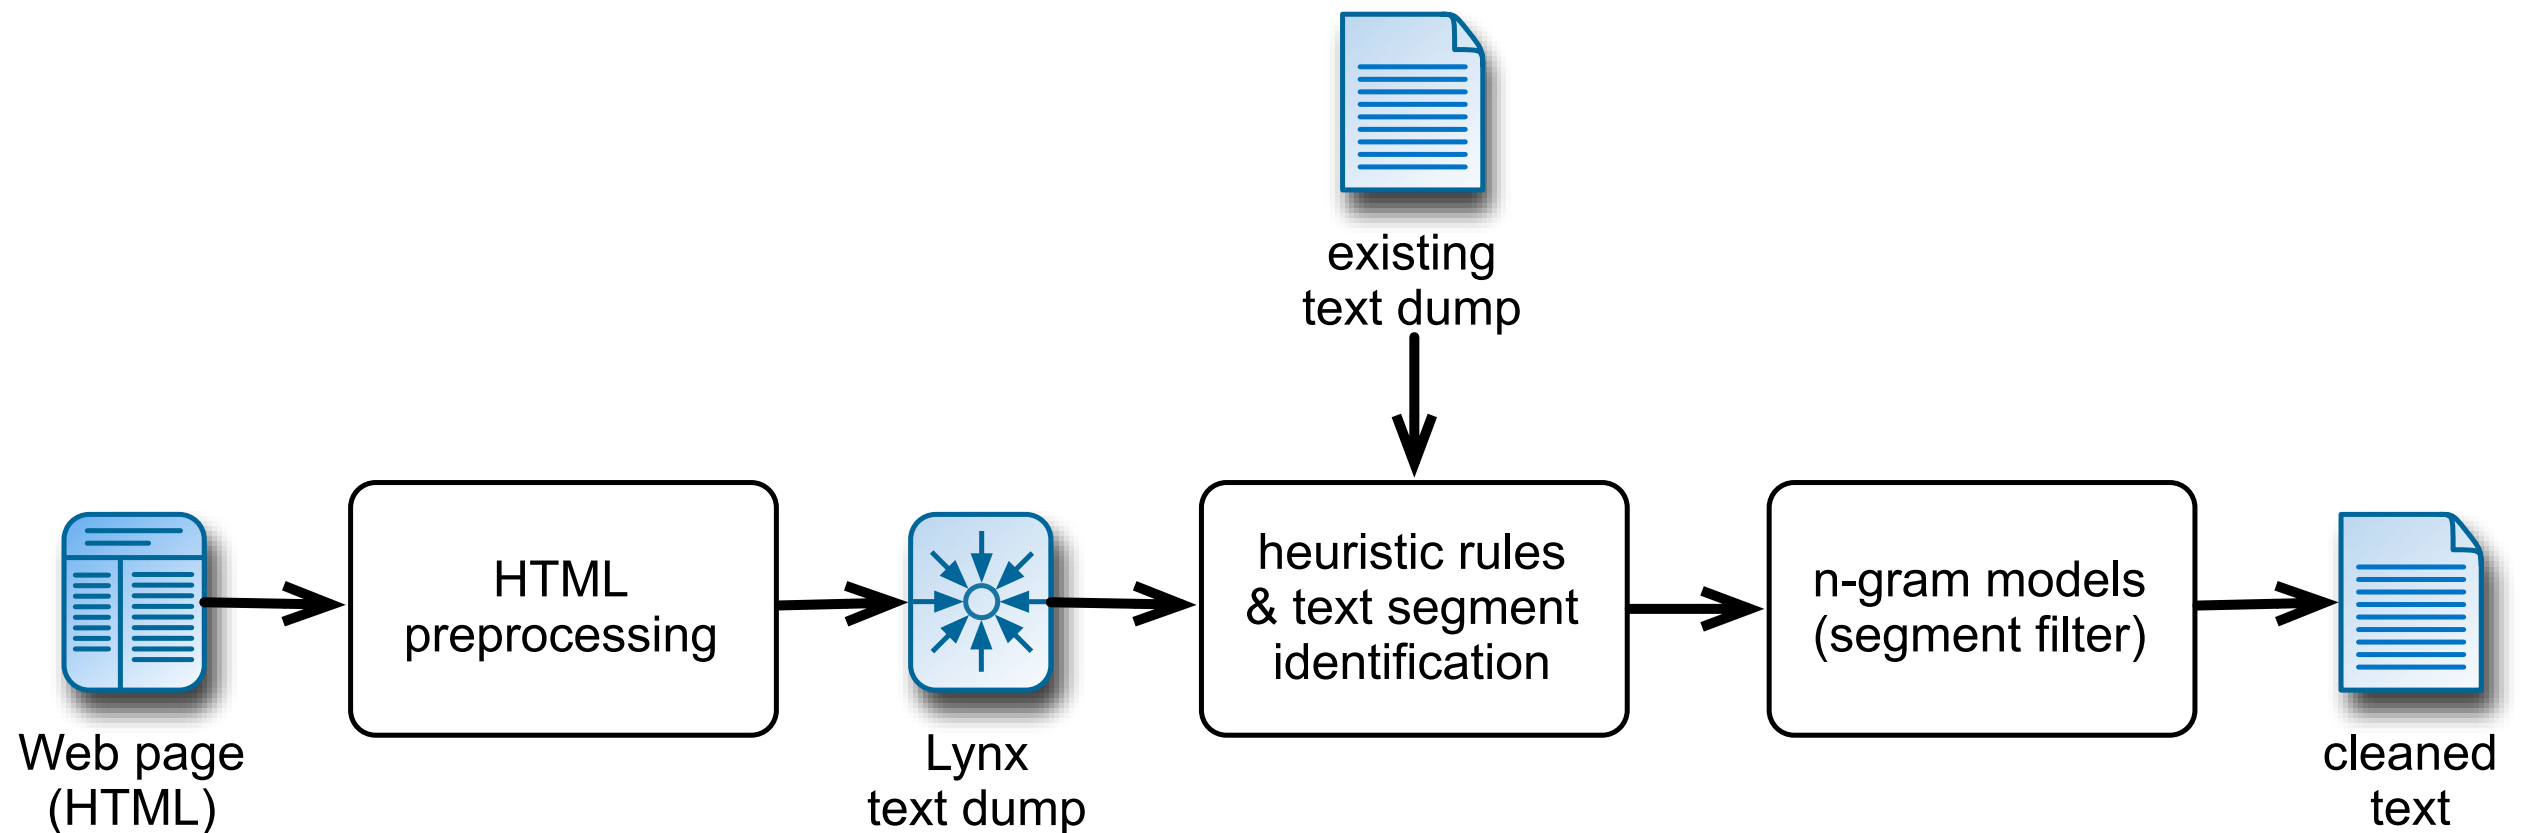 existing
text dump
Web page
(HTML)
HTML
preprocessing
Lynx
text dump
heuristic rules
& text segment
identification
n-gram models
(segment filter)
cleaned
text